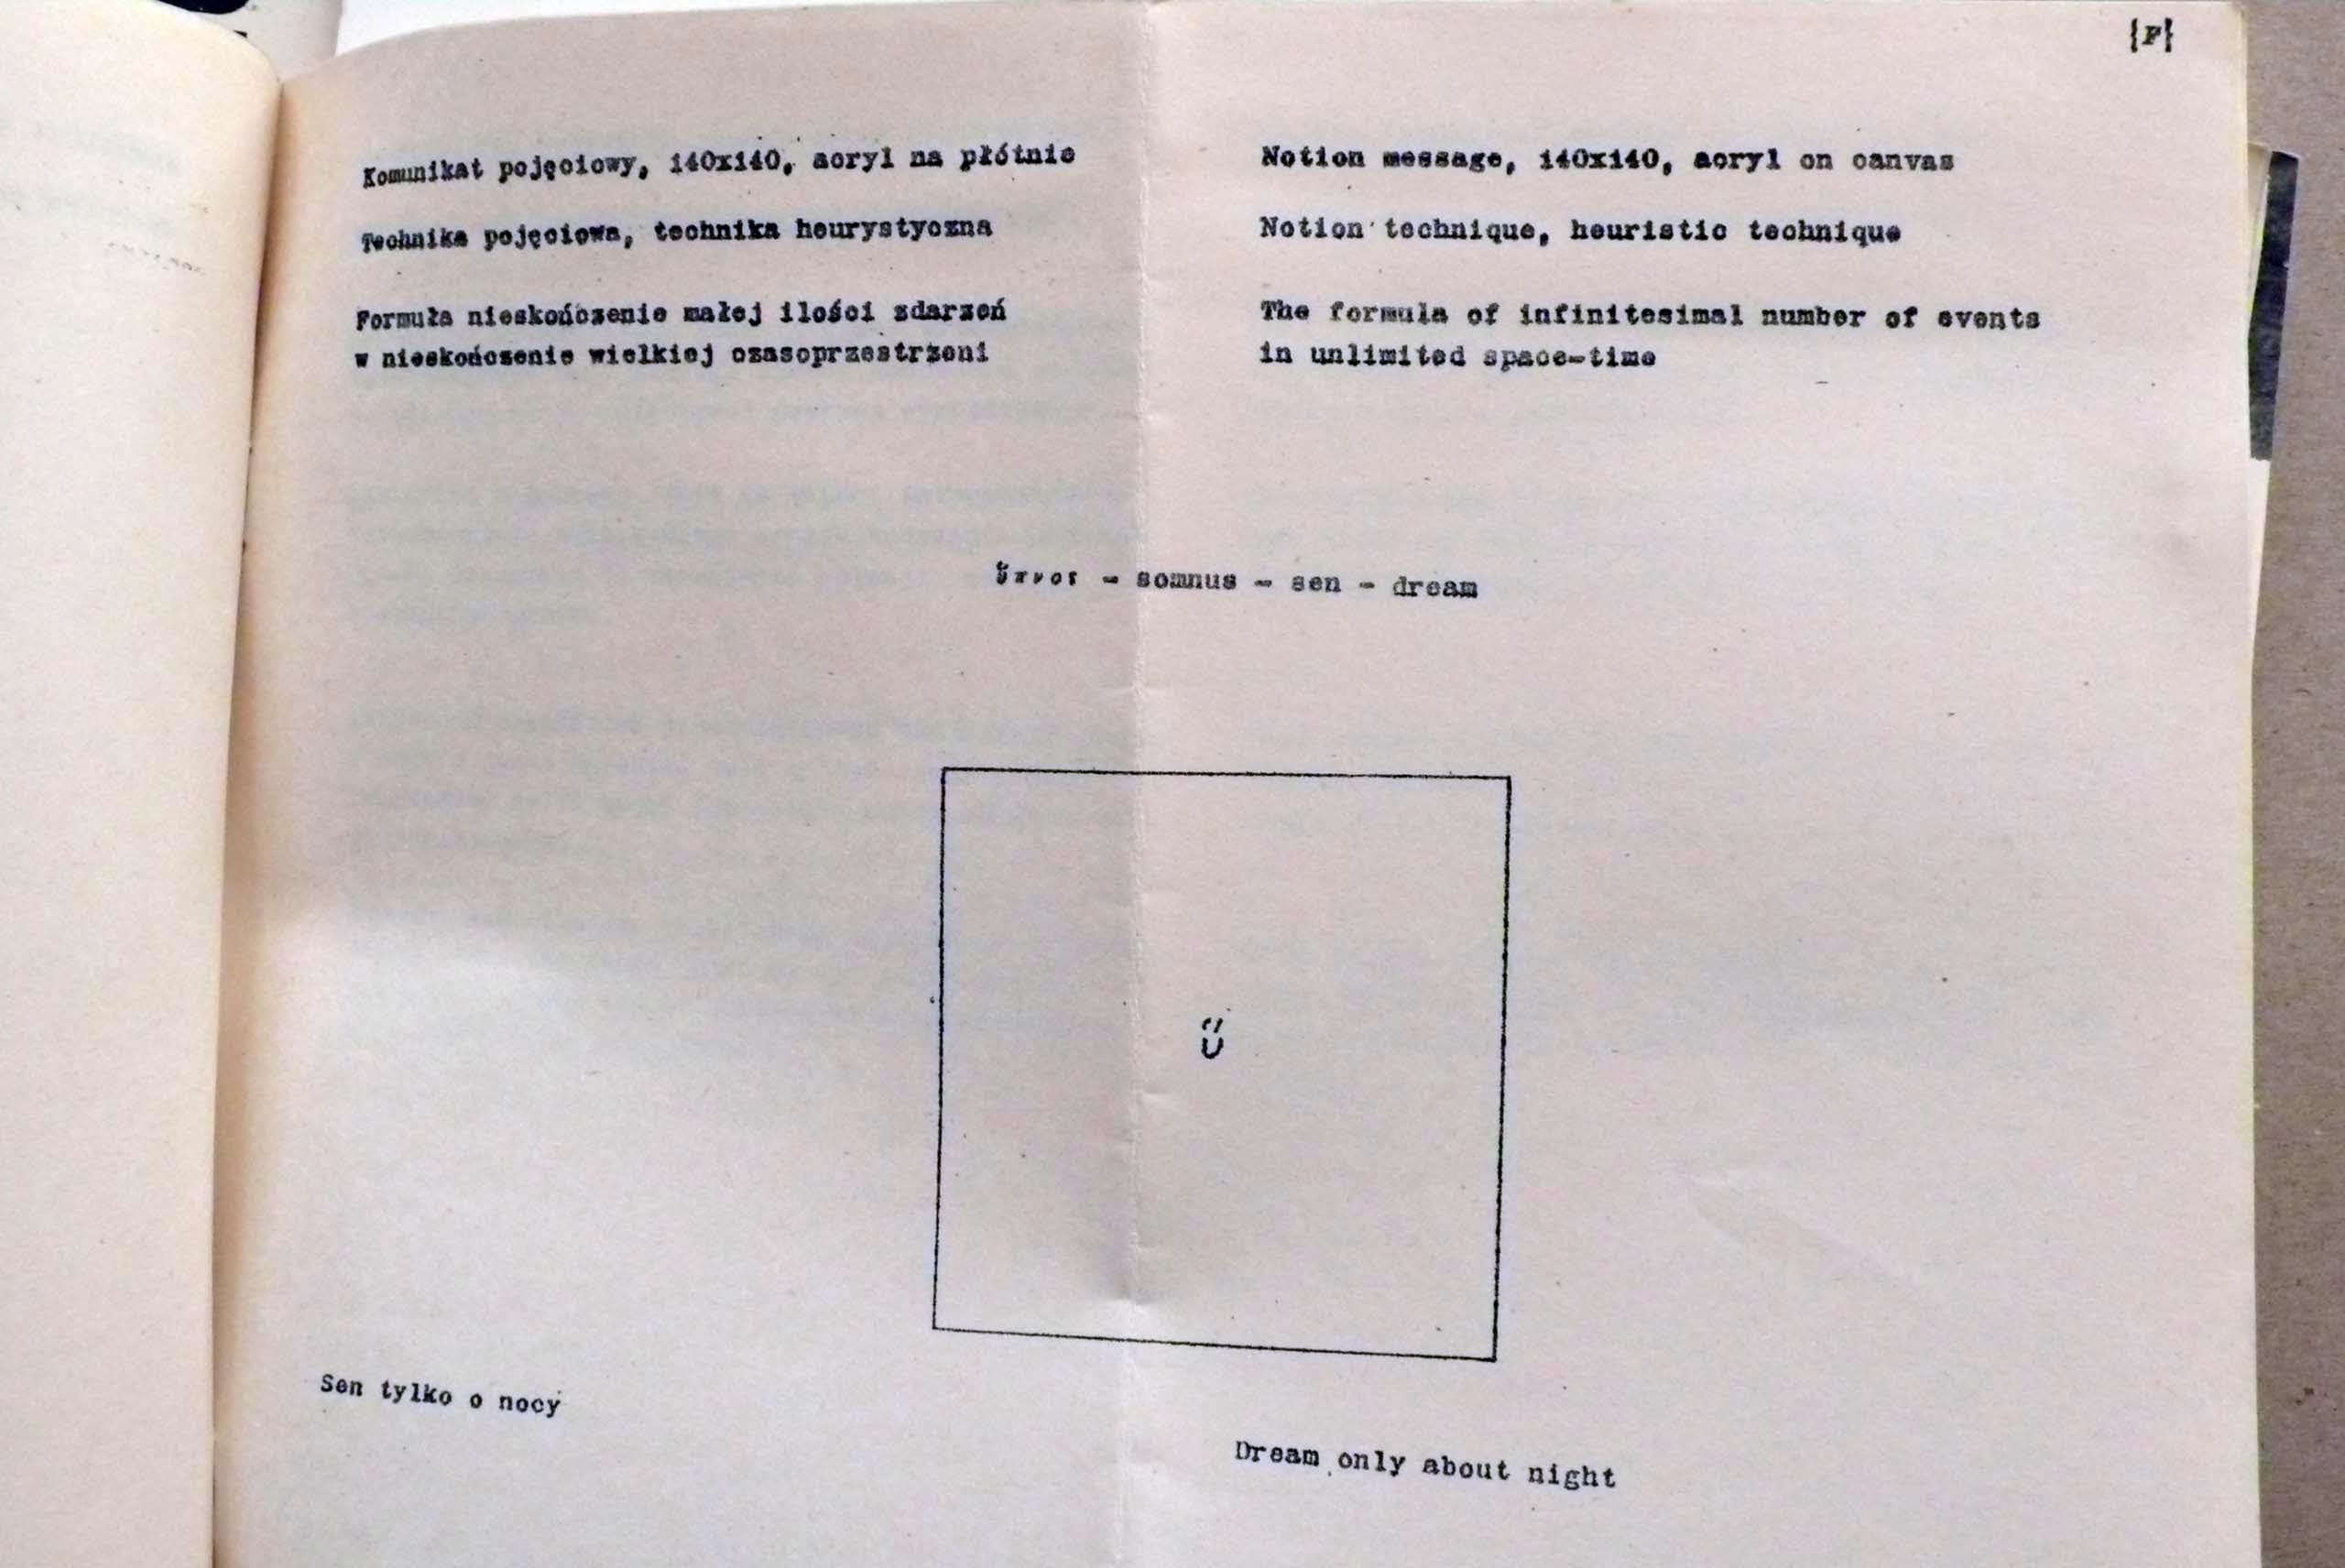 {F}
Komunikat pojęciowy, 140x140, acryl na płótnie
Technika pojęciowa, technika heurystyczna
Formuła nieskończenie małej ilości zdarzeń
w nieskończenie wielkiej czasoprzestrzeni
Notion message, 140x140, acryl on canvas
Notion technique, heuristic technique
The formula of infinitesimal number of events
in unlimited space-time
ὕπνος - somnus - sen - dream
Sen tylko o nocy
Dream only about night